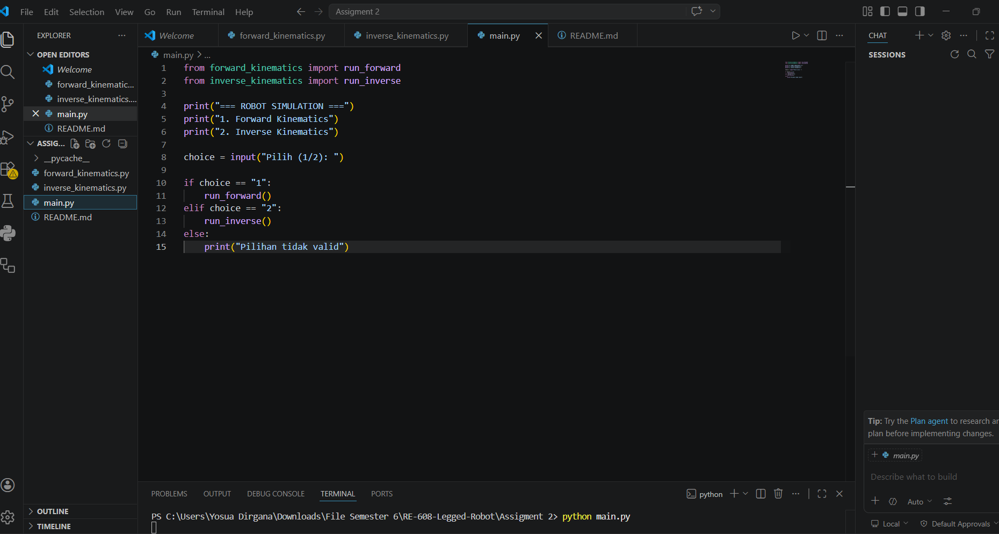 File Edit Selection View Go Run Terminal Help
Assigment 2
EXPLORER
OPEN EDITORS
Welcome
forward_kinematic...
inverse_kinematics....
main.py
README.md
ASSIG...
__pycache__
forward_kinematics.py
inverse_kinematics.py
main.py
README.md
OUTLINE
TIMELINE
Welcome forward_kinematics.py inverse_kinematics.py main.py README.md
main.py > ...
1 from forward_kinematics import run_forward
2 from inverse_kinematics import run_inverse
3
4 print("=== ROBOT SIMULATION ===")
5 print("1. Forward Kinematics")
6 print("2. Inverse Kinematics")
7
8 choice = input("Pilih (1/2): ")
9
10 if choice == "1":
11     run_forward()
12 elif choice == "2":
13     run_inverse()
14 else:
15     print("Pilihan tidak valid")
PROBLEMS OUTPUT DEBUG CONSOLE TERMINAL PORTS
python
PS C:\Users\Yosua Dirgana\Downloads\File Semester 6\RE-608-Legged-Robot\Assigment 2> python main.py
CHAT
SESSIONS
Tip: Try the Plan agent to research an
plan before implementing changes.
main.py
Describe what to build
Auto
Local Default Approvals